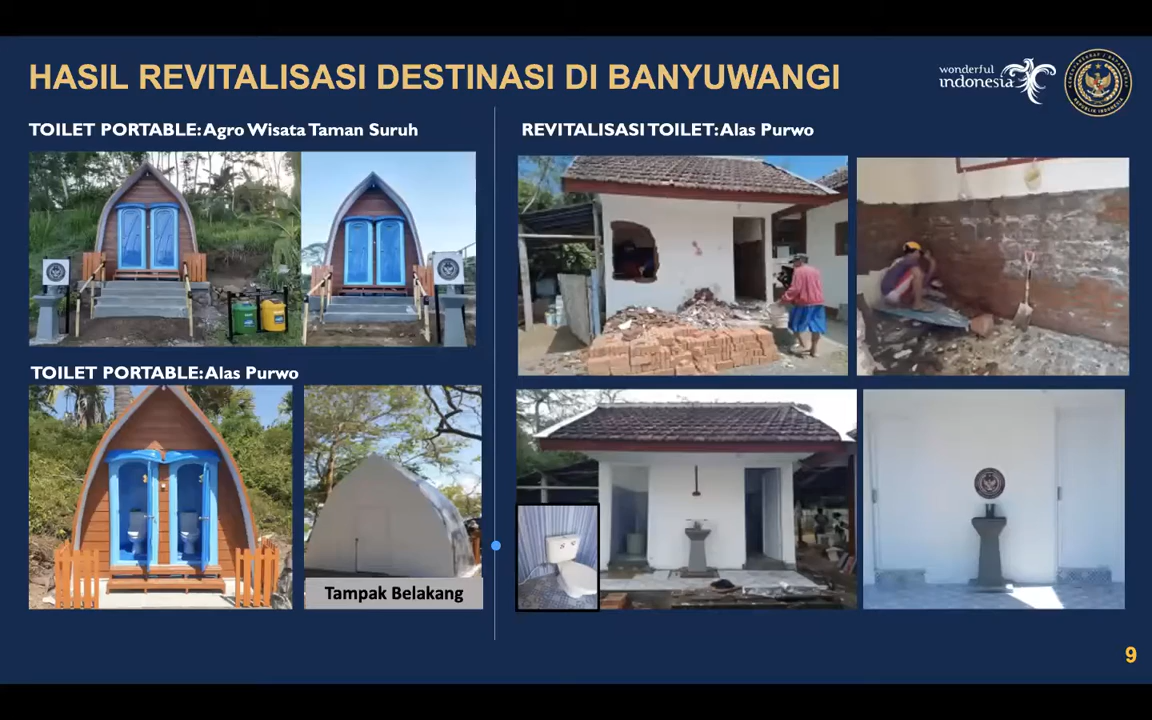 HASIL REVITALISASI DESTINASI DI BANYUWANGI
wonderful
indonesia
TOILET PORTABLE: Agro Wisata Taman Suruh
TOILET PORTABLE: Alas Purwo
Tampak Belakang
REVITALISASI TOILET: Alas Purwo
9